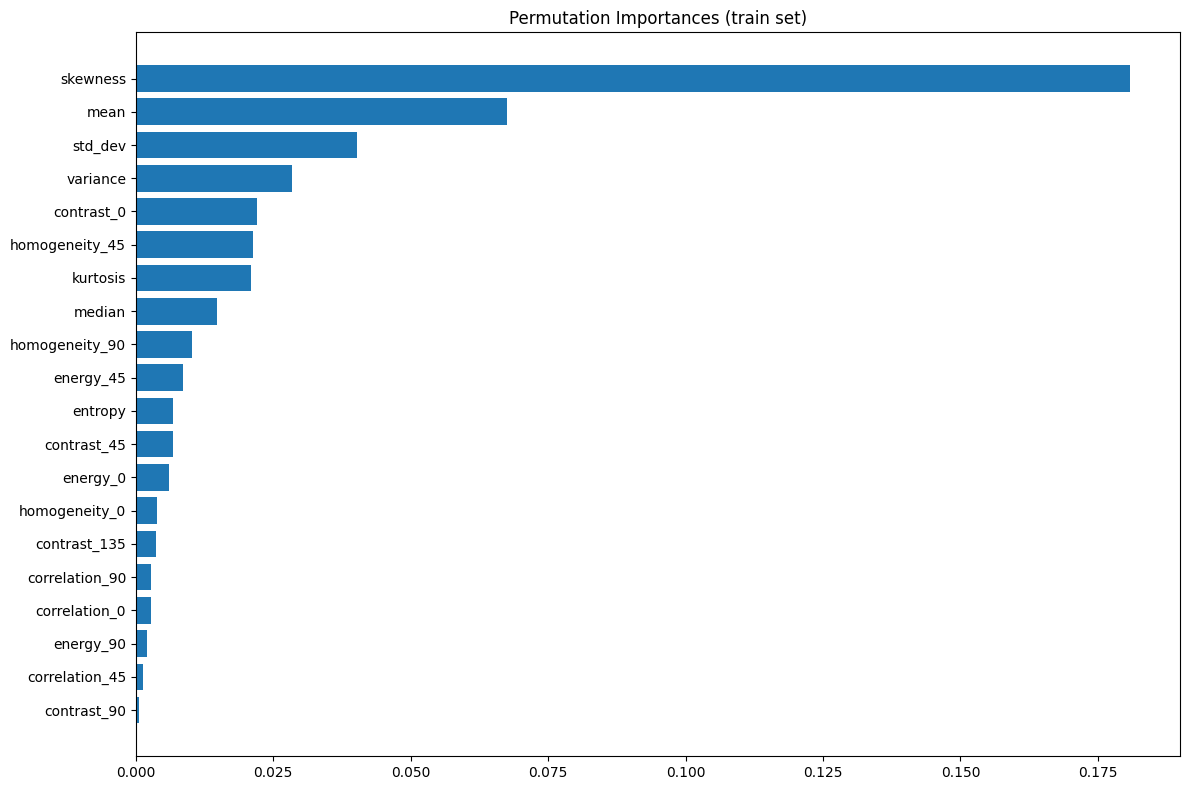 Permutation Importances (train set)
skewness
mean
std_dev
variance
contrast_0
homogeneity_45
kurtosis
median
homogeneity_90
energy_45
entropy
contrast_45
energy_0
homogeneity_0
contrast_135
correlation_90
correlation_0
energy_90
correlation_45
contrast_90
0.000 0.025 0.050 0.075 0.100 0.125 0.150 0.175